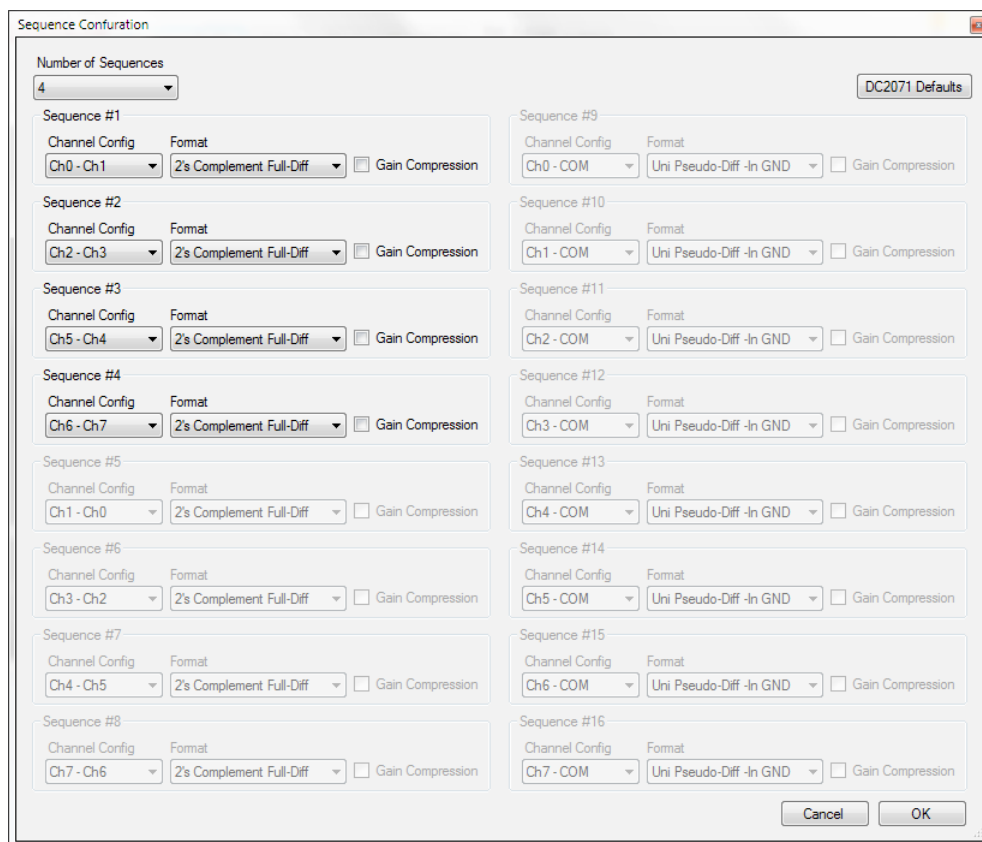 Sequence Confuration
Number of Sequences
4
DC2071 Defaults
Sequence #1
Channel Config Format
Ch0 - Ch1 2's Complement Full-Diff Gain Compression
Sequence #2
Channel Config Format
Ch2 - Ch3 2's Complement Full-Diff Gain Compression
Sequence #3
Channel Config Format
Ch5 - Ch4 2's Complement Full-Diff Gain Compression
Sequence #4
Channel Config Format
Ch6 - Ch7 2's Complement Full-Diff Gain Compression
Sequence #5
Channel Config Format
Ch1 - Ch0 2's Complement Full-Diff Gain Compression
Sequence #6
Channel Config Format
Ch3 - Ch2 2's Complement Full-Diff Gain Compression
Sequence #7
Channel Config Format
Ch4 - Ch5 2's Complement Full-Diff Gain Compression
Sequence #8
Channel Config Format
Ch7 - Ch6 2's Complement Full-Diff Gain Compression
Sequence #9
Channel Config Format
Ch0 - COM Uni Pseudo-Diff -In GND Gain Compression
Sequence #10
Channel Config Format
Ch1 - COM Uni Pseudo-Diff -In GND Gain Compression
Sequence #11
Channel Config Format
Ch2 - COM Uni Pseudo-Diff -In GND Gain Compression
Sequence #12
Channel Config Format
Ch3 - COM Uni Pseudo-Diff -In GND Gain Compression
Sequence #13
Channel Config Format
Ch4 - COM Uni Pseudo-Diff -In GND Gain Compression
Sequence #14
Channel Config Format
Ch5 - COM Uni Pseudo-Diff -In GND Gain Compression
Sequence #15
Channel Config Format
Ch6 - COM Uni Pseudo-Diff -In GND Gain Compression
Sequence #16
Channel Config Format
Ch7 - COM Uni Pseudo-Diff -In GND Gain Compression
Cancel OK